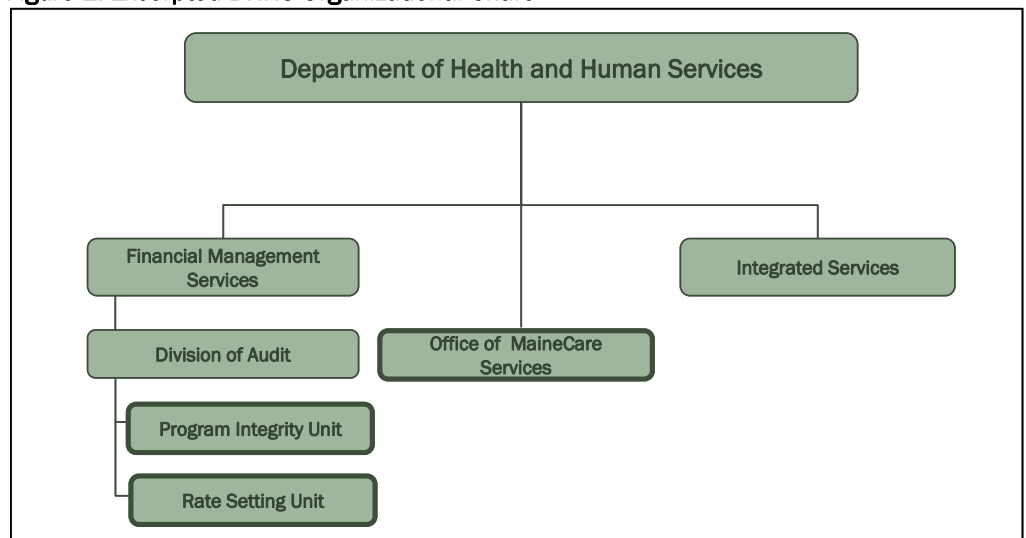 Department of Health and Human Services
Financial Management
Services
Integrated Services
Office of MaineCare
Services
Division of Audit
Program Integrity Unit
Rate Setting Unit